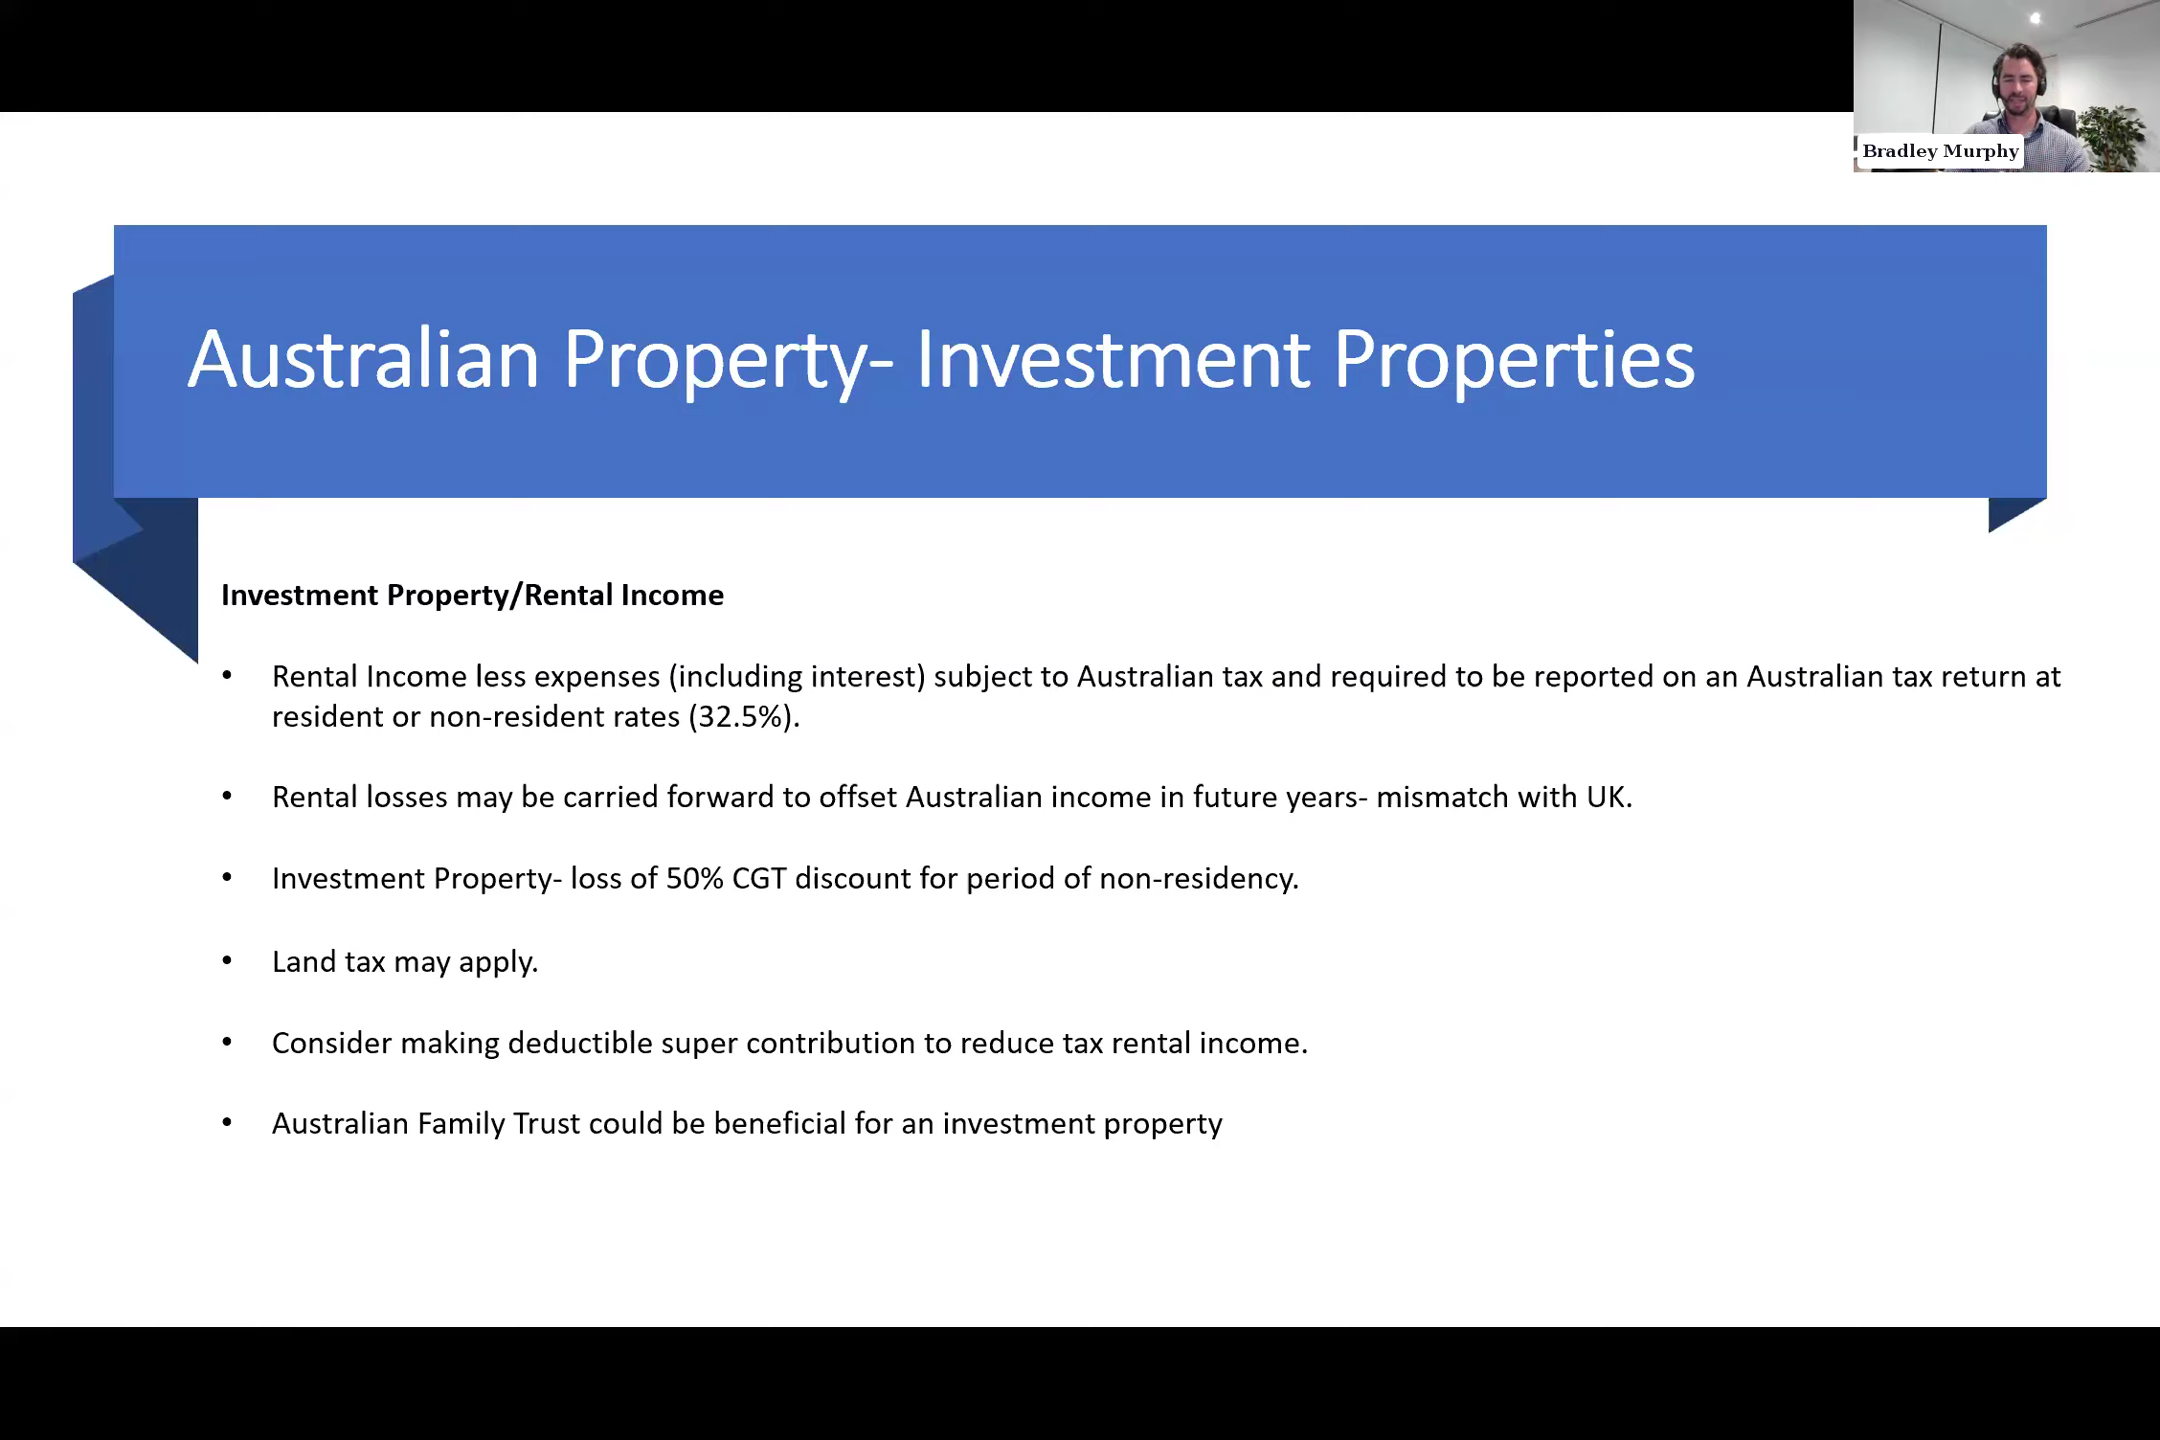 Bradley Murphy
Australian Property- Investment Properties
Investment Property/Rental Income
• Rental Income less expenses (including interest) subject to Australian tax and required to be reported on an Australian tax return at
resident or non-resident rates (32.5%).
• Rental losses may be carried forward to offset Australian income in future years- mismatch with UK.
• Investment Property- loss of 50% CGT discount for period of non-residency.
• Land tax may apply.
• Consider making deductible super contribution to reduce tax rental income.
• Australian Family Trust could be beneficial for an investment property